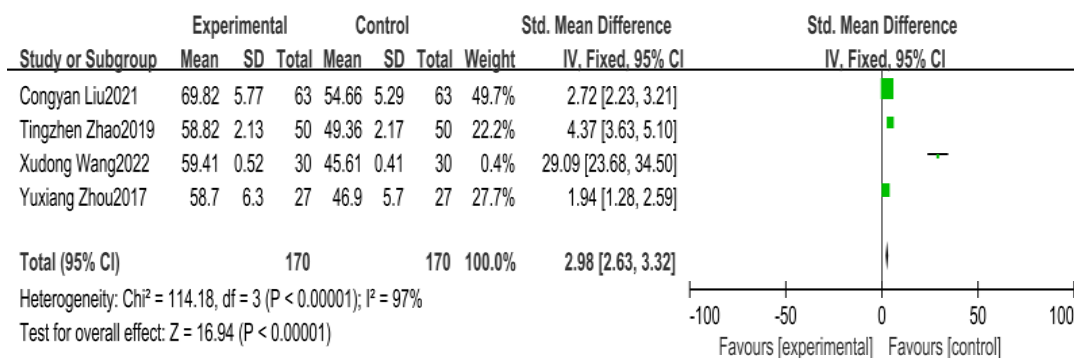 Experimental Control Std. Mean Difference Std. Mean Difference
Study or Subgroup Mean SD Total Mean SD Total Weight IV, Fixed, 95% CI IV, Fixed, 95% CI
Congyan Liu2021 69.82 5.77 63 54.66 5.29 63 49.7% 2.72 [2.23, 3.21]
Tingzhen Zhao2019 58.82 2.13 50 49.36 2.17 50 22.2% 4.37 [3.63, 5.10]
Xudong Wang2022 59.41 0.52 30 45.61 0.41 30 0.4% 29.09 [23.68, 34.50]
Yuxiang Zhou2017 58.7 6.3 27 46.9 5.7 27 27.7% 1.94 [1.28, 2.59]
Total (95% CI) 170 170 100.0% 2.98 [2.63, 3.32]
Heterogeneity: Chi² = 114.18, df = 3 (P < 0.00001); I² = 97%
Test for overall effect: Z = 16.94 (P < 0.00001)
-100 -50 0 50 100
Favours [experimental] Favours [control]